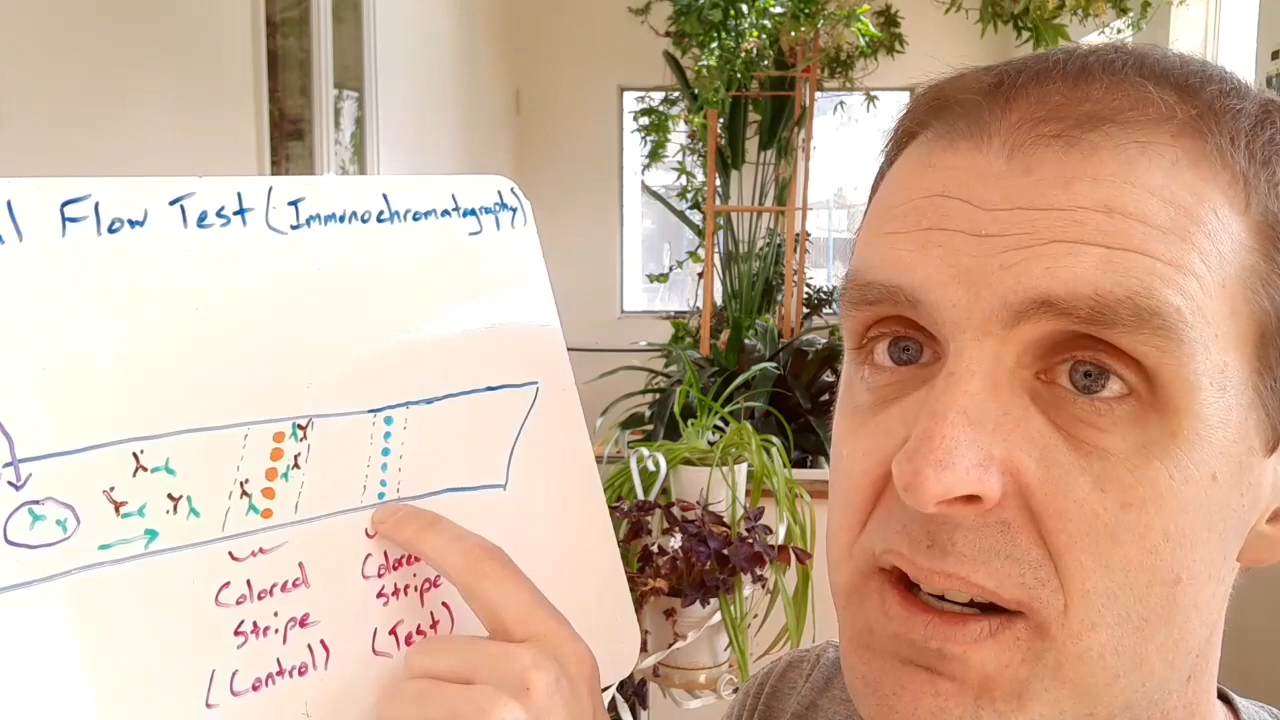 l Flow Test (Immunochromatography)
Colored
Stripe
(Control)
Colored
Stripe
(Test)